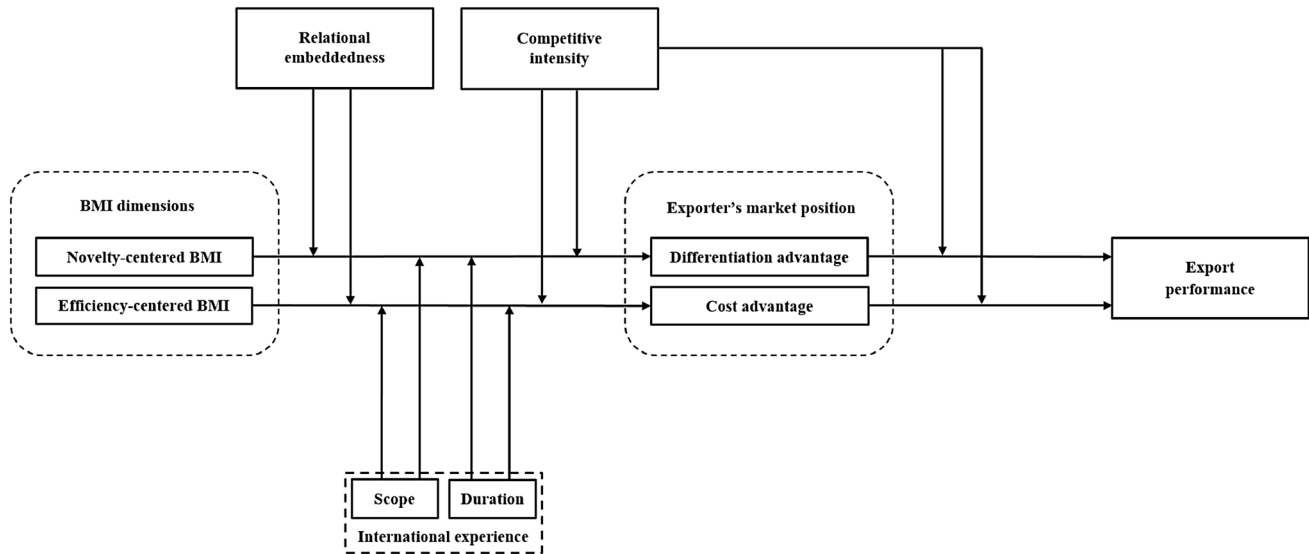 Relational
embeddedness
Competitive
intensity
BMI dimensions
Novelty-centered BMI
Efficiency-centered BMI
Exporter's market position
Differentiation advantage
Cost advantage
Export
performance
Scope
Duration
International experience